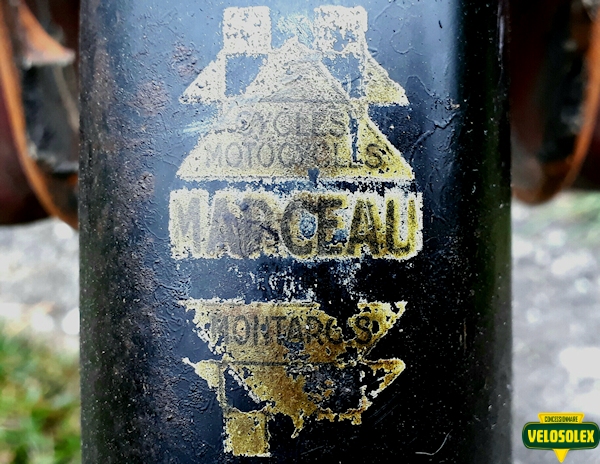 CYCLES
MOTOCYCLES
MARCEAU
MONTARGIS
CONCESSIONNAIRE
VELOSOLEX